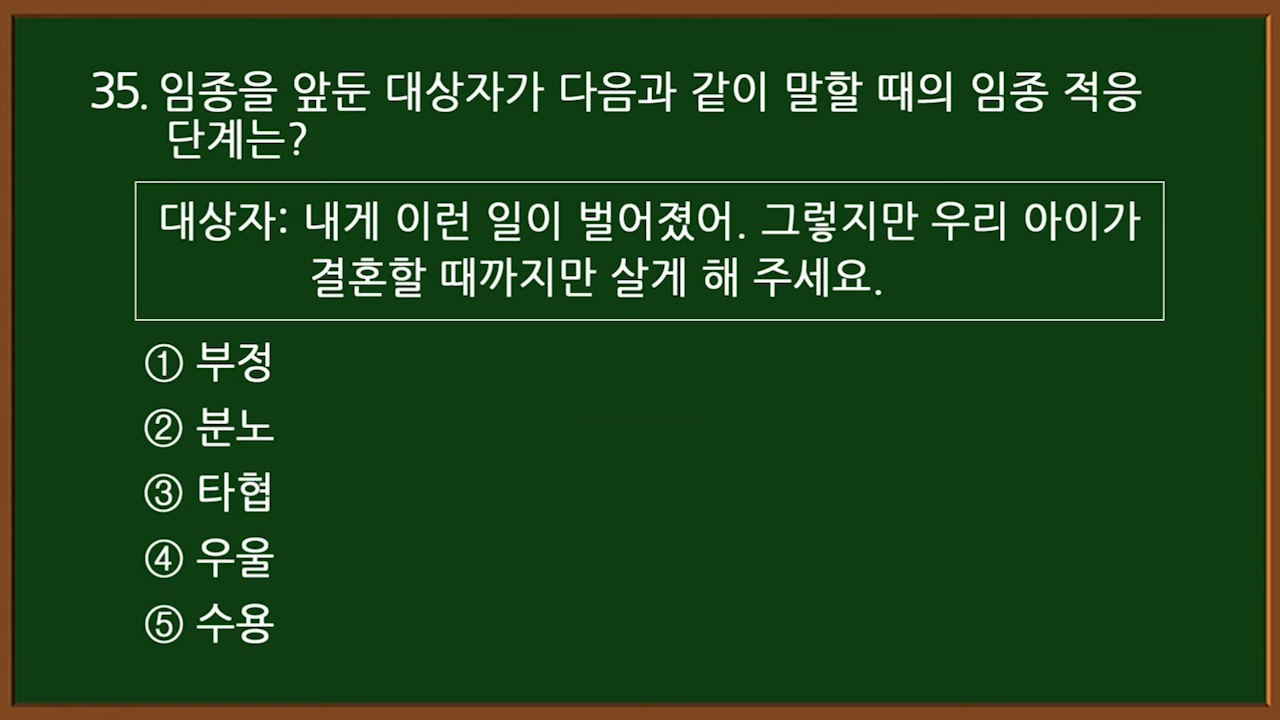 35. 임종을 앞둔 대상자가 다음과 같이 말할 때의 임종 적응
단계는?
대상자: 내게 이런 일이 벌어졌어. 그렇지만 우리 아이가
결혼할 때까지만 살게 해 주세요.
① 부정
② 분노
③ 타협
④ 우울
⑤ 수용